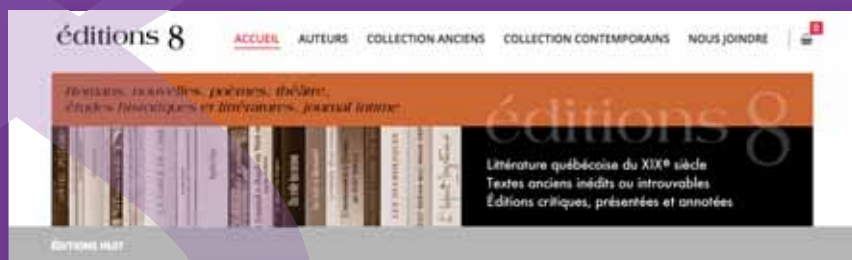 éditions 8
ACCUEIL AUTEURS COLLECTION ANCIENS COLLECTION CONTEMPORAINS NOUS JOINDRE 0
Romans, nouvelles, poèmes, théâtre,
études historiques et littératures, journal intime
éditions 8
Littérature québécoise du XIXe siècle
Textes anciens inédits ou introuvables
Éditions critiques, présentées et annotées
ÉDITIONS HUIT